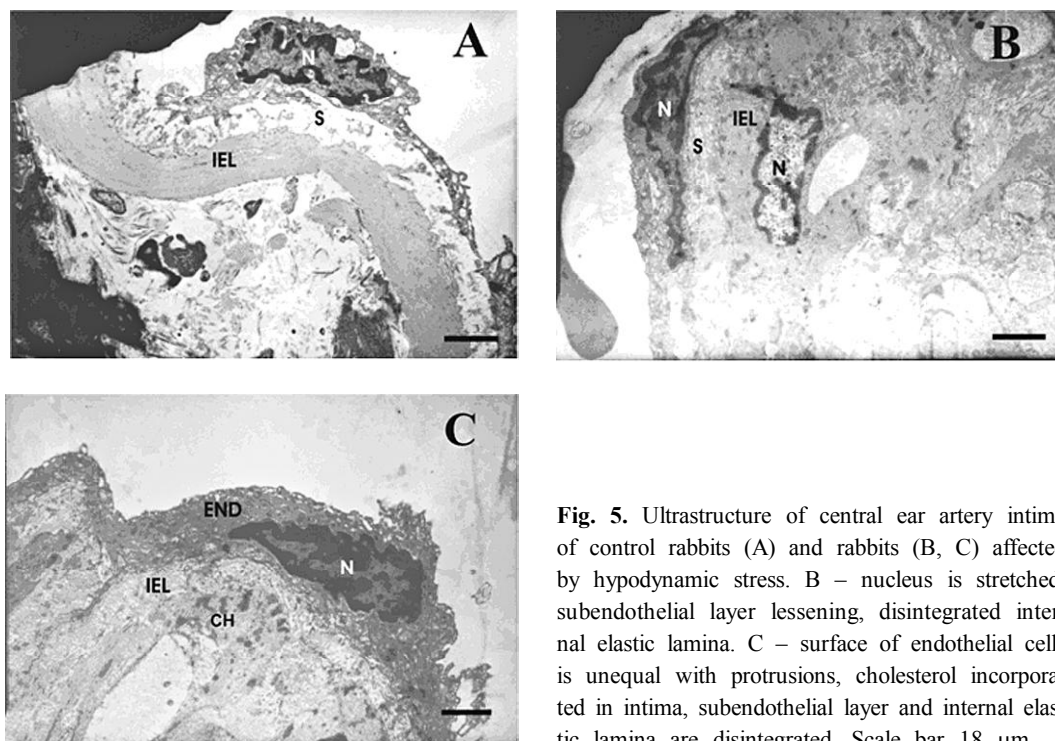 A
N
S
IEL
B
N
IEL
S
N
C
END
N
IEL
CH
Fig. 5. Ultrastructure of central ear artery intim
of control rabbits (A) and rabbits (B, C) affecte
by hypodynamic stress. B – nucleus is stretched
subendothelial layer lessening, disintegrated inter
nal elastic lamina. C – surface of endothelial cell
is unequal with protrusions, cholesterol incorpora
ted in intima, subendothelial layer and internal elas
tic lamina are disintegrated. Scale bar 18 μm